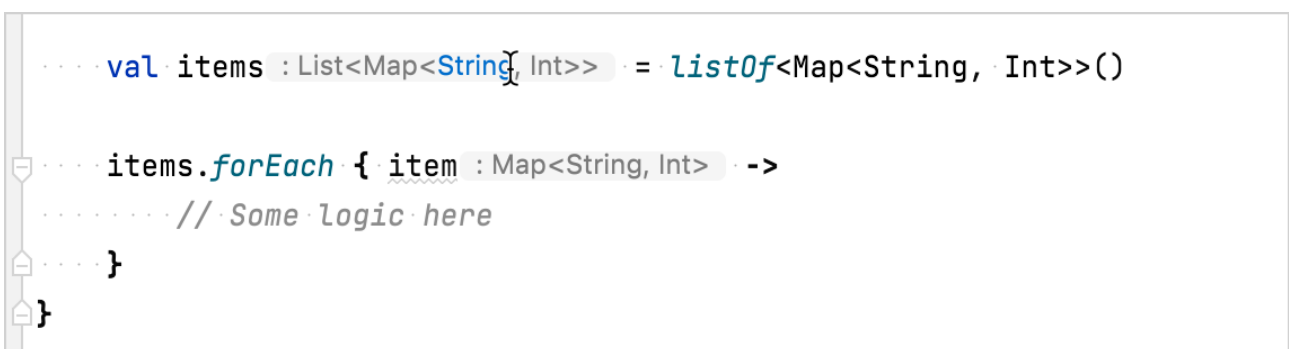 val items : List<Map<String, Int>> = listOf<Map<String, Int>>()
items.forEach { item : Map<String, Int> ->
// Some logic here
}
}